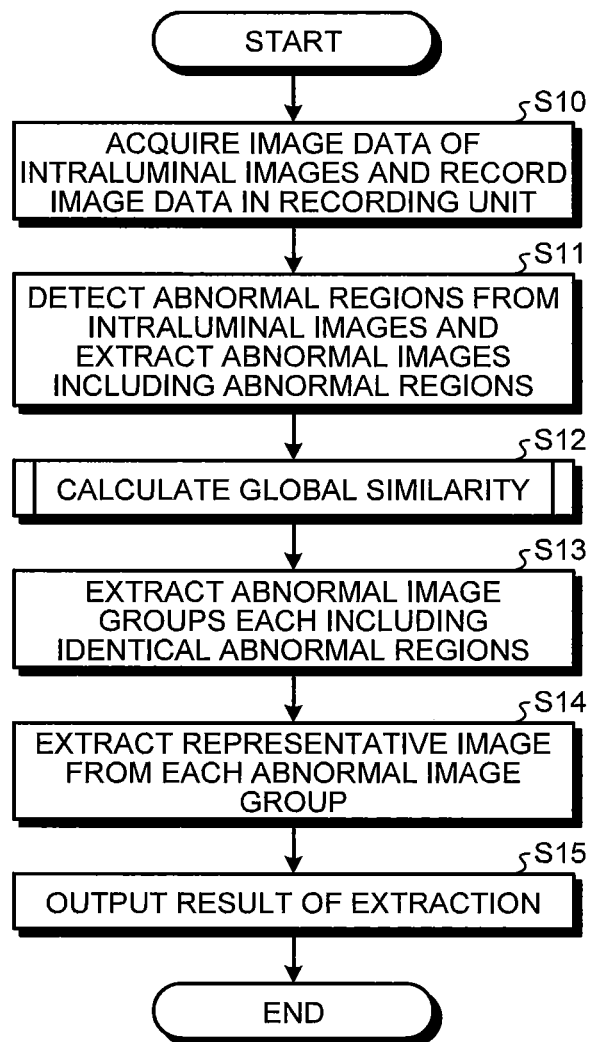 START
S10
ACQUIRE IMAGE DATA OF
INTRALUMINAL IMAGES AND RECORD
IMAGE DATA IN RECORDING UNIT
S11
DETECT ABNORMAL REGIONS FROM
INTRALUMINAL IMAGES AND
EXTRACT ABNORMAL IMAGES
INCLUDING ABNORMAL REGIONS
S12
CALCULATE GLOBAL SIMILARITY
S13
EXTRACT ABNORMAL IMAGE
GROUPS EACH INCLUDING
IDENTICAL ABNORMAL REGIONS
S14
EXTRACT REPRESENTATIVE IMAGE
FROM EACH ABNORMAL IMAGE
GROUP
S15
OUTPUT RESULT OF EXTRACTION
END